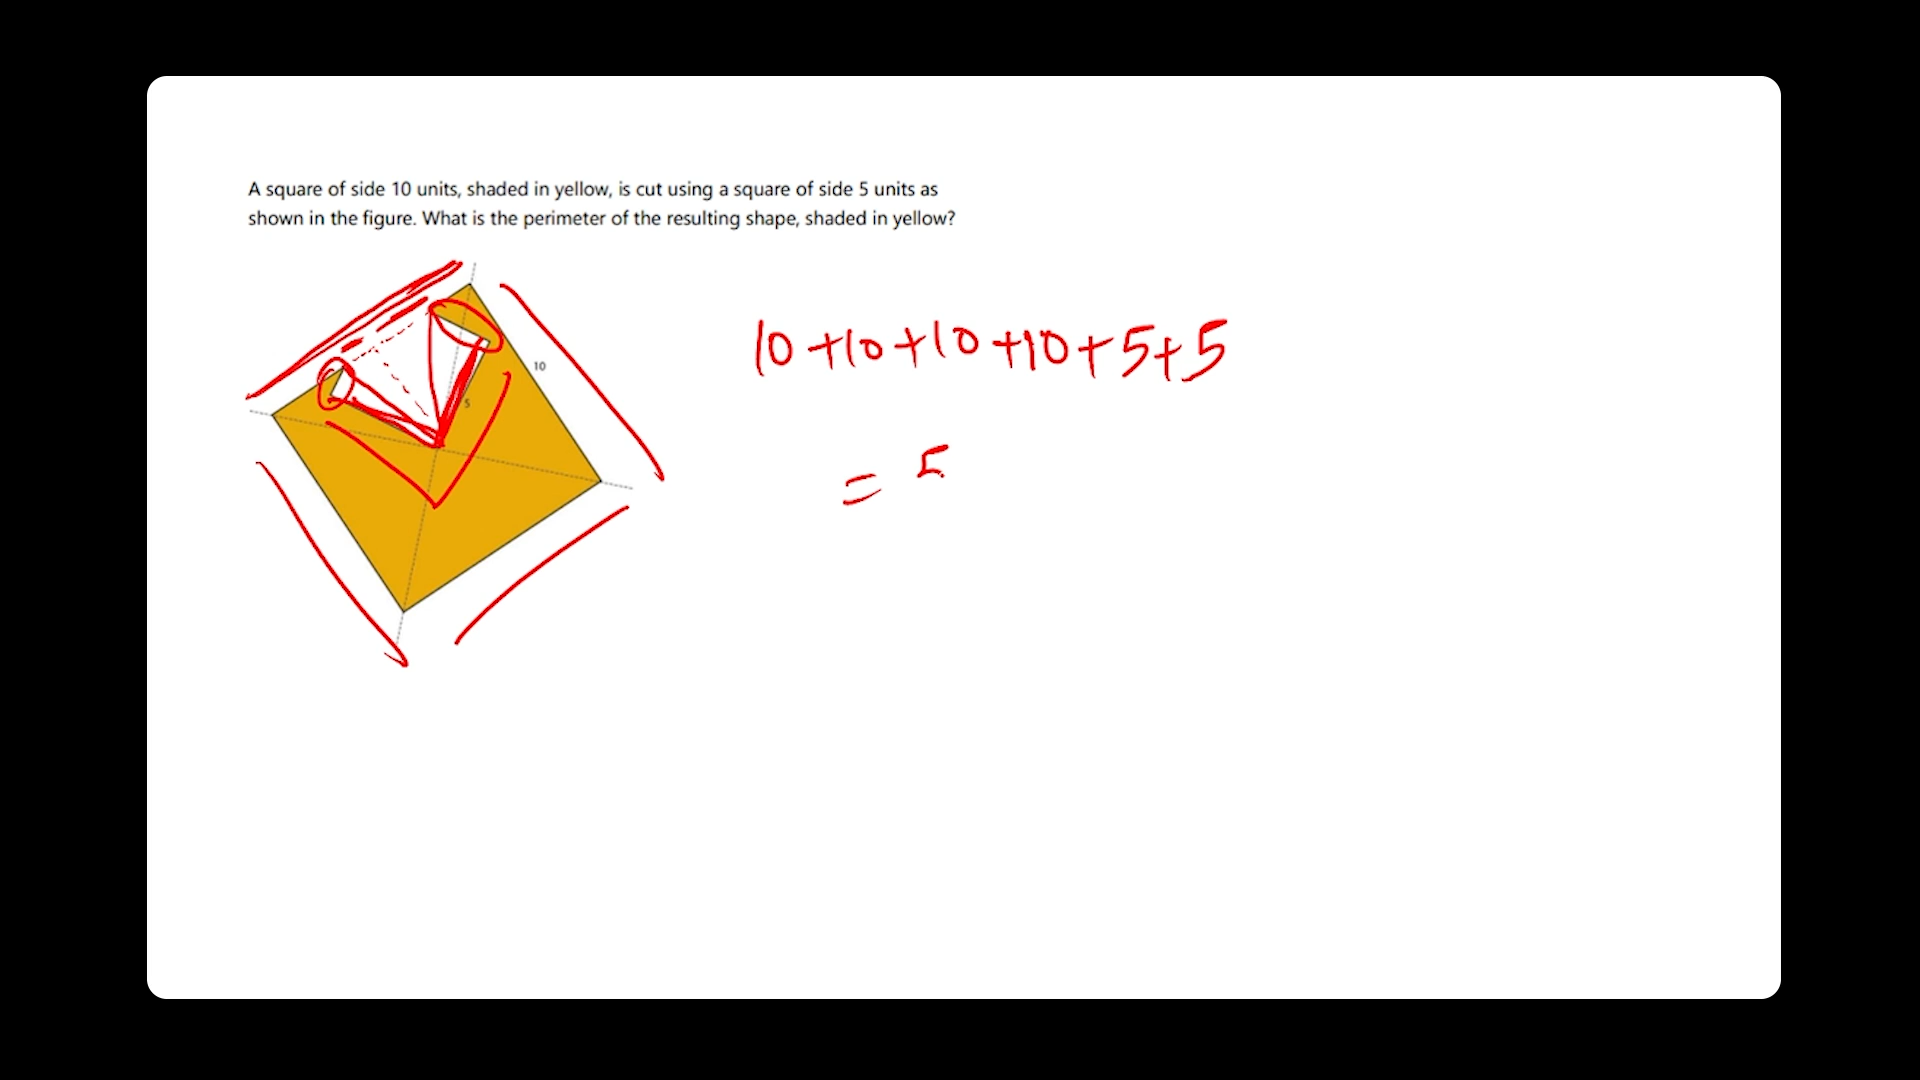 A square of side 10 units, shaded in yellow, is cut using a square of side 5 units as
shown in the figure. What is the perimeter of the resulting shape, shaded in yellow?
10
5
10+10+10+10+5+5
= 5